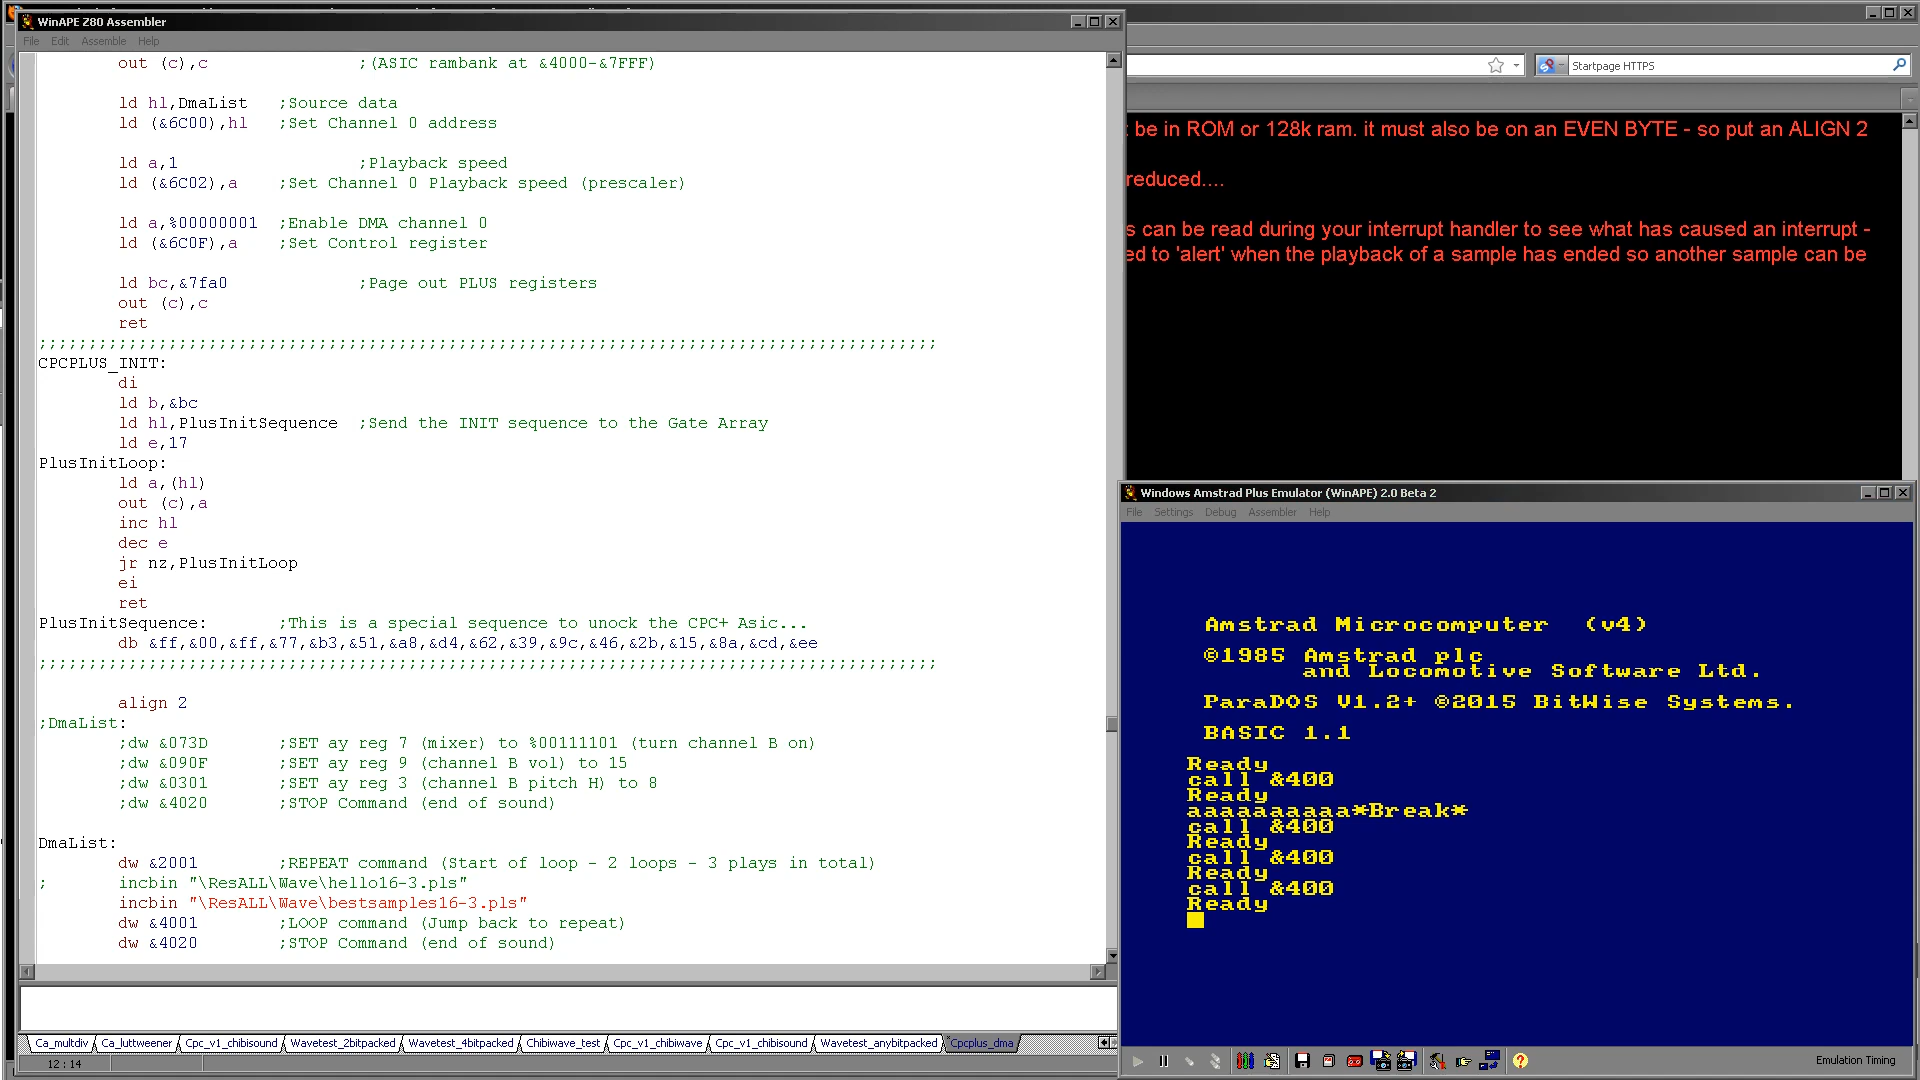 WinAPE Z80 Assembler
File Edit Assemble Help
out (c),c ;(ASIC rambank at &4000-&7FFF)
ld hl,DmaList ;Source data
ld (&6C00),hl ;Set Channel 0 address
ld a,1 ;Playback speed
ld (&6C02),a ;Set Channel 0 Playback speed (prescaler)
ld a,%00000001 ;Enable DMA channel 0
ld (&6C0F),a ;Set Control register
ld bc,&7fa0 ;Page out PLUS registers
out (c),c
ret
;;;;;;;;;;;;;;;;;;;;;;;;;;;;;;;;;;;;;;;;;;;;;;;;;;;;;;;;;;;;;;;;;;;;;;;;;;;;;;;;;;;;;;;;;;
CPCPLUS_INIT:
di
ld b,&bc
ld hl,PlusInitSequence ;Send the INIT sequence to the Gate Array
ld e,17
PlusInitLoop:
ld a,(hl)
out (c),a
inc hl
dec e
jr nz,PlusInitLoop
ei
ret
PlusInitSequence: ;This is a special sequence to unock the CPC+ Asic...
db &ff,&00,&ff,&77,&b3,&51,&a8,&d4,&62,&39,&9c,&46,&2b,&15,&8a,&cd,&ee
;;;;;;;;;;;;;;;;;;;;;;;;;;;;;;;;;;;;;;;;;;;;;;;;;;;;;;;;;;;;;;;;;;;;;;;;;;;;;;;;;;;;;;;;;;
align 2
;DmaList:
;dw &073D ;SET ay reg 7 (mixer) to %00111101 (turn channel B on)
;dw &090F ;SET ay reg 9 (channel B vol) to 15
;dw &0301 ;SET ay reg 3 (channel B pitch H) to 8
;dw &4020 ;STOP Command (end of sound)
DmaList:
dw &2001 ;REPEAT command (Start of loop - 2 loops - 3 plays in total)
; incbin "\ResALL\Wave\hello16-3.pls"
incbin "\ResALL\Wave\bestsamples16-3.pls"
dw &4001 ;LOOP command (Jump back to repeat)
dw &4020 ;STOP Command (end of sound)
Ca_multdiv Ca_luttweener Cpc_v1_chibisound Wavetest_2bitpacked Wavetest_4bitpacked Chibiwave_test Cpc_v1_chibiwave Cpc_v1_chibisound Wavetest_anybitpacked *Cpcplus_dma
12:14
Startpage HTTPS
be in ROM or 128k ram. it must also be on an EVEN BYTE - so put an ALIGN 2
reduced....
s can be read during your interrupt handler to see what has caused an interrupt -
ed to 'alert' when the playback of a sample has ended so another sample can be
Windows Amstrad Plus Emulator (WinAPE) 2.0 Beta 2
File Settings Debug Assembler Help
Amstrad Microcomputer (v4)
©1985 Amstrad plc
and Locomotive Software Ltd.
ParaDOS V1.2+ ©2015 BitWise Systems.
BASIC 1.1
Ready
call &400
Ready
aaaaaaaaaa*Break*
call &400
Ready
call &400
Ready
call &400
Ready
Emulation Timing